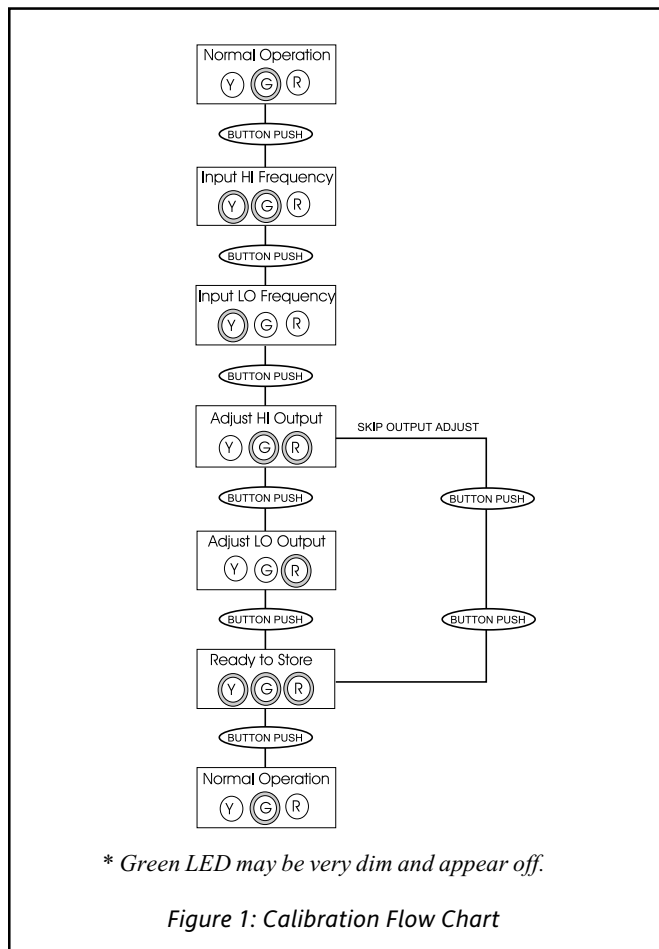 Normal Operation
Y G R
BUTTON PUSH
Input HI Frequency
Y G R
BUTTON PUSH
Input LO Frequency
Y G R
BUTTON PUSH
Adjust HI Output
Y G R
SKIP OUTPUT ADJUST
BUTTON PUSH
BUTTON PUSH
Adjust LO Output
Y G R
BUTTON PUSH
BUTTON PUSH
Ready to Store
Y G R
BUTTON PUSH
Normal Operation
Y G R
* Green LED may be very dim and appear off.
Figure 1: Calibration Flow Chart